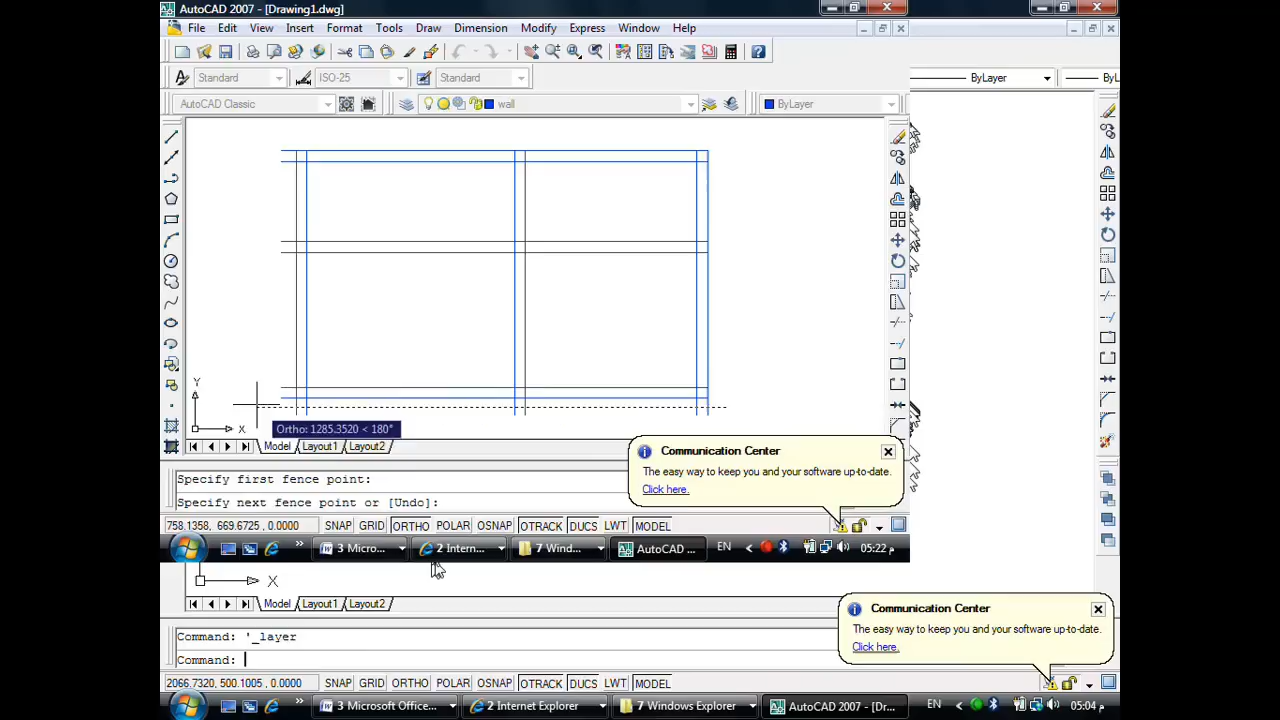 AutoCAD 2007 - [Drawing1.dwg]
File Edit View Insert Format Tools Draw Dimension Modify Express Window Help
Standard ISO-25 Standard ByLayer ByL
AutoCAD Classic wall ByLayer
Y
X
Ortho: 1285.3520 < 180°
Model Layout1 Layout2
Communication Center
The easy way to keep you and your software up-to-date.
Click here.
Specify first fence point:
Specify next fence point or [Undo]:
758.1358, 669.6725, 0.0000 SNAP GRID ORTHO POLAR OSNAP OTRACK DUCS LWT MODEL
3 Micro... 2 Intern... 7 Wind... AutoCAD ... EN 05:22 م
X
Model Layout1 Layout2
Communication Center
The easy way to keep you and your software up-to-date.
Click here.
Command: '_layer
Command:
2066.7320, 500.1005, 0.0000 SNAP GRID ORTHO POLAR OSNAP OTRACK DUCS LWT MODEL
3 Microsoft Office... 2 Internet Explorer 7 Windows Explorer AutoCAD 2007 - [Dr... EN 05:04 م